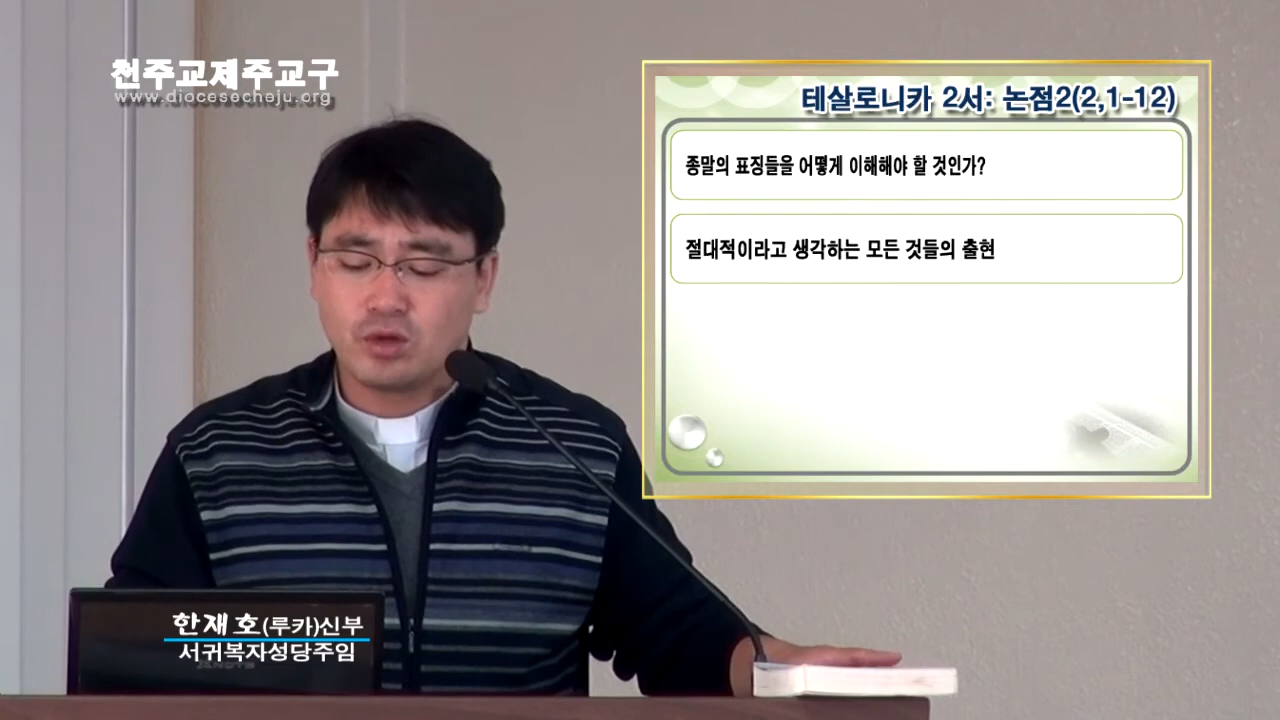 천주교제주교구
www.diocesecheju.org
테살로니카 2서: 논점2(2,1-12)
종말의 표징들을 어떻게 이해해야 할 것인가?
절대적이라고 생각하는 모든 것들의 출현
한재호(루카)신부
서귀복자성당주임